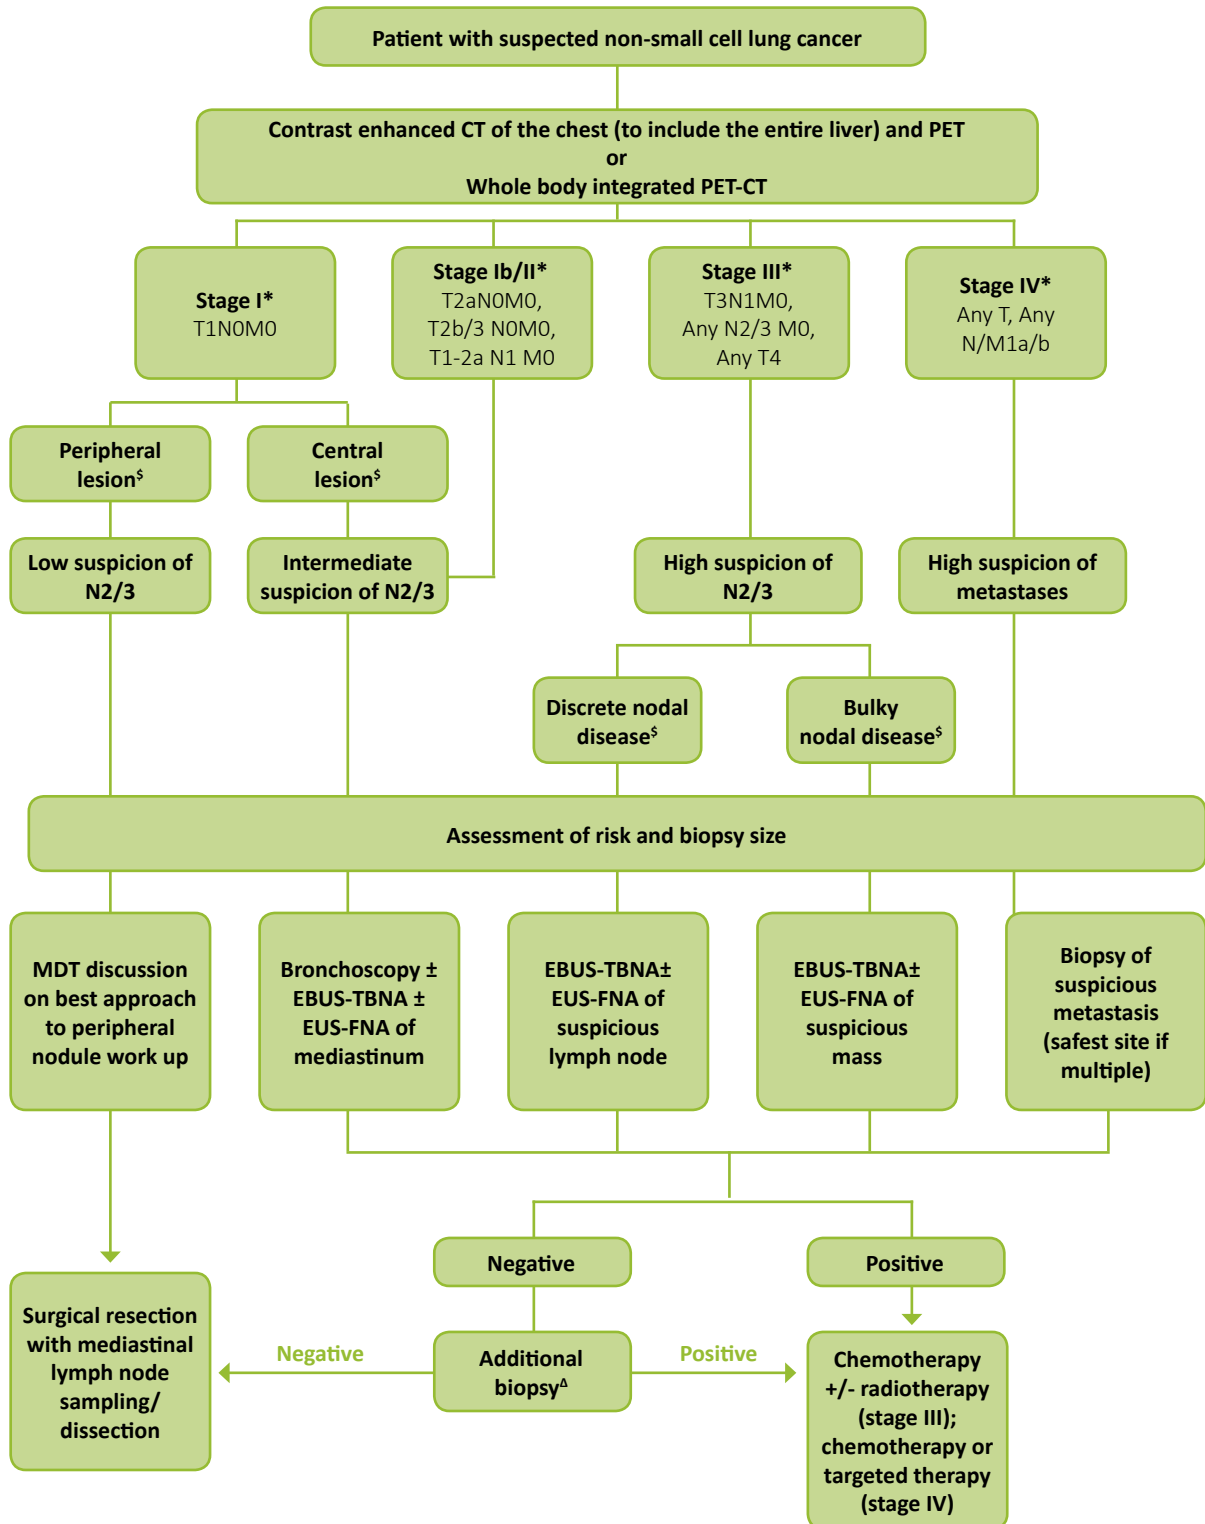 Patient with suspected non-small cell lung cancer
Contrast enhanced CT of the chest (to include the entire liver) and PET
or
Whole body integrated PET-CT
Stage I*
T1N0M0
Stage Ib/II*
T2aN0M0,
T2b/3 N0M0,
T1-2a N1 M0
Stage III*
T3N1M0,
Any N2/3 M0,
Any T4
Stage IV*
Any T, Any
N/M1a/b
Peripheral
lesion$
Central
lesion$
Low suspicion of
N2/3
Intermediate
suspicion of N2/3
High suspicion of
N2/3
High suspicion of
metastases
Discrete nodal
disease$
Bulky
nodal disease$
Assessment of risk and biopsy size
MDT discussion
on best approach
to peripheral
nodule work up
Bronchoscopy ±
EBUS-TBNA ±
EUS-FNA of
mediastinum
EBUS-TBNA±
EUS-FNA of
suspicious
lymph node
EBUS-TBNA±
EUS-FNA of
suspicious
mass
Biopsy of
suspicious
metastasis
(safest site if
multiple)
Negative
Positive
Surgical resection
with mediastinal
lymph node
sampling/
dissection
Negative
Additional
biopsyΔ
Positive
Chemotherapy
+/- radiotherapy
(stage III);
chemotherapy or
targeted therapy
(stage IV)